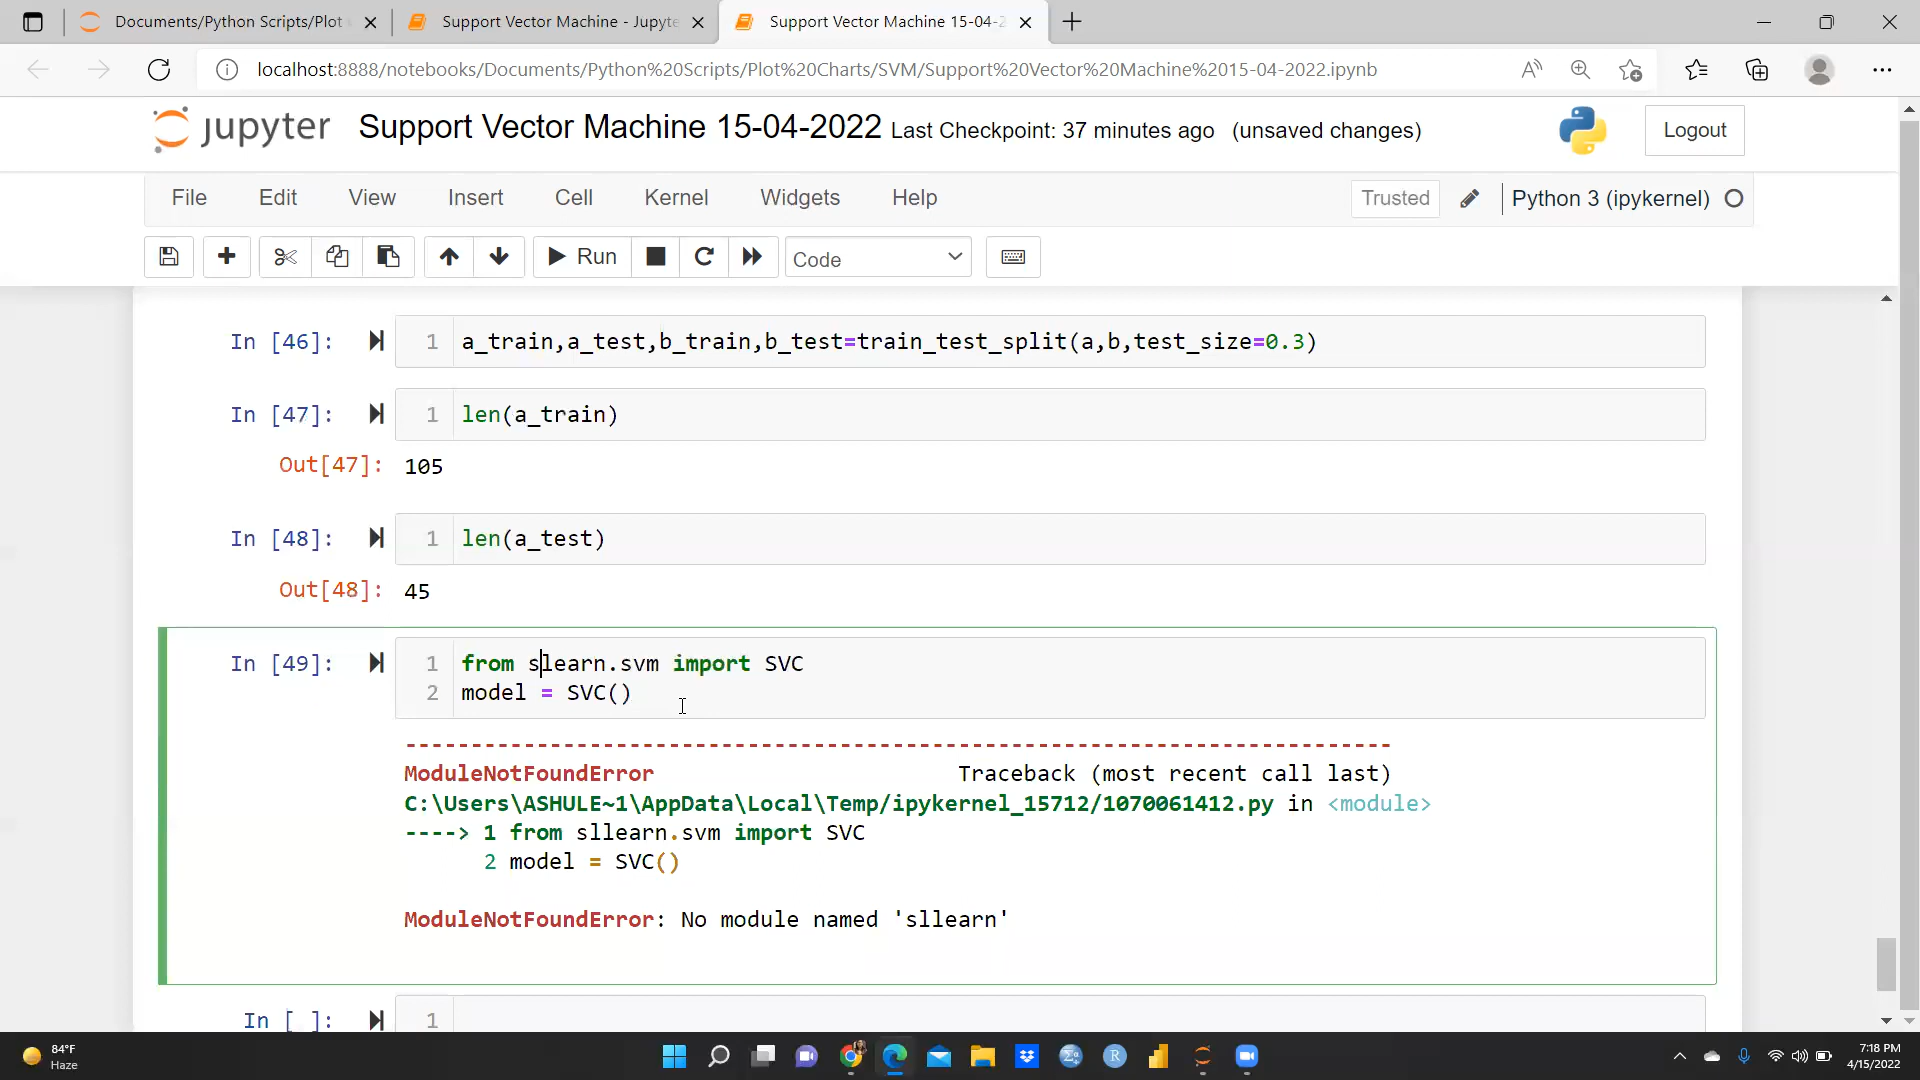 Documents/Python Scripts/Plot
Support Vector Machine - Jupyte
Support Vector Machine 15-04-2
localhost:8888/notebooks/Documents/Python%20Scripts/Plot%20Charts/SVM/Support%20Vector%20Machine%2015-04-2022.ipynb
jupyter Support Vector Machine 15-04-2022 Last Checkpoint: 37 minutes ago (unsaved changes)
Logout
File Edit View Insert Cell Kernel Widgets Help
Trusted Python 3 (ipykernel)
Run Code
In [46]: 1 a_train,a_test,b_train,b_test=train_test_split(a,b,test_size=0.3)
In [47]: 1 len(a_train)
Out[47]: 105
In [48]: 1 len(a_test)
Out[48]: 45
In [49]: 1 from slearn.svm import SVC
2 model = SVC()
---------------------------------------------------------------------------
ModuleNotFoundError Traceback (most recent call last)
C:\Users\ASHULE~1\AppData\Local\Temp/ipykernel_15712/1070061412.py in <module>
----> 1 from sllearn.svm import SVC
2 model = SVC()
ModuleNotFoundError: No module named 'sllearn'
In [ ]: 1
84°F
Haze
7:18 PM
4/15/2022